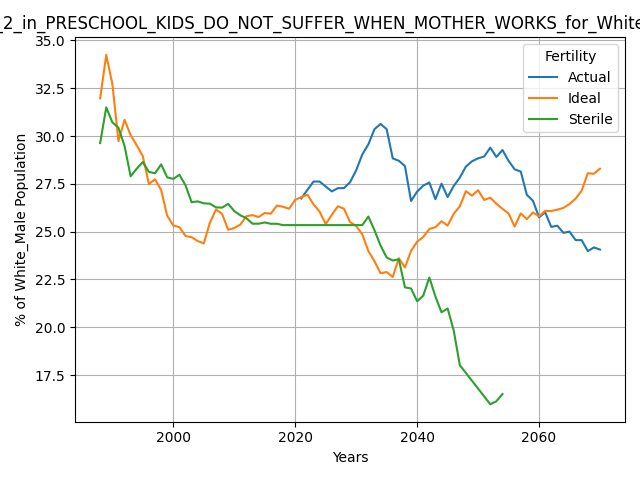 _2_in_PRESCHOOL_KIDS_DO_NOT_SUFFER_WHEN_MOTHER_WORKS_for_White
35.0
32.5
30.0
27.5
25.0
22.5
20.0
17.5
% of White_Male Population
2000
2020
2040
2060
Years
Fertility
Actual
Ideal
Sterile